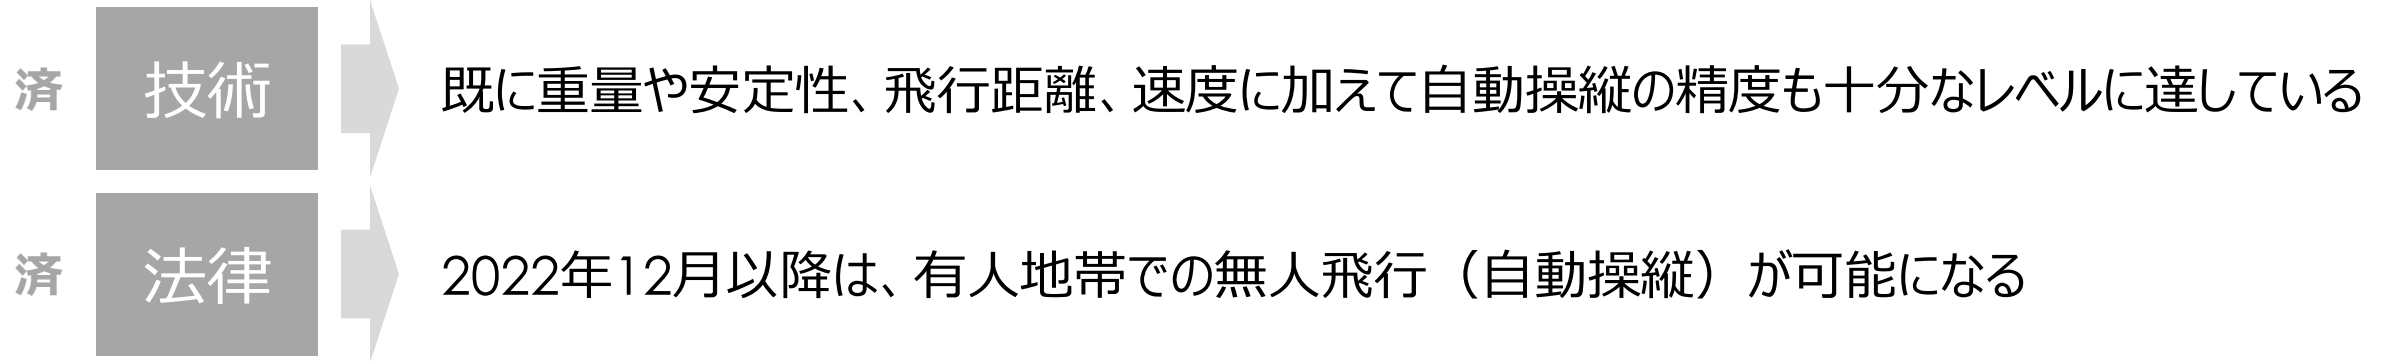 済 技術 既に重量や安定性、飛行距離、速度に加えて自動操縦の精度も十分なレベルに達している
済 法律 2022年12月以降は、有人地帯での無人飛行（自動操縦）が可能になる